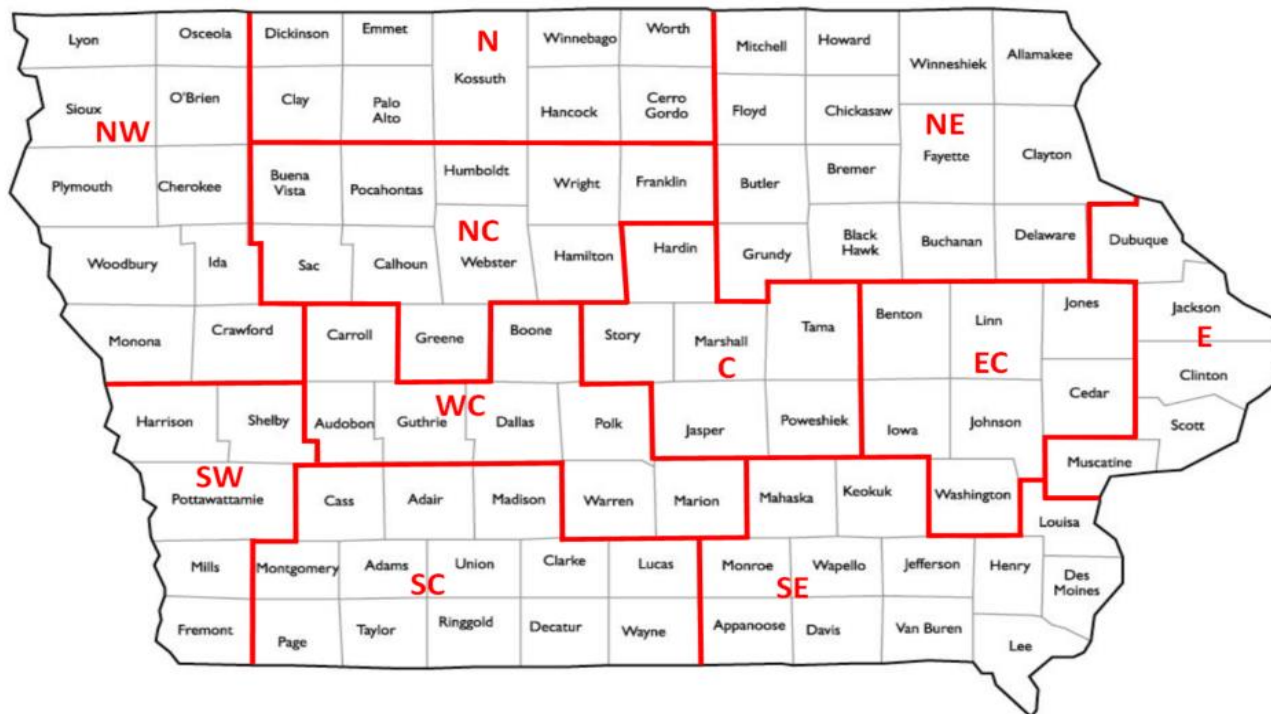 Lyon
Osceola
Dickinson
Emmet
N
Winnebago
Worth
Mitchell
Howard
Winneshiek
Allamakee
Sioux
O'Brien
Clay
Palo
Alto
Kossuth
Hancock
Cerro
Gordo
Floyd
Chickasaw
NW
NE
Fayette
Clayton
Plymouth
Cherokee
Buena
Vista
Pocahontas
Humboldt
Wright
Franklin
Butler
Bremer
Woodbury
Ida
Sac
Calhoun
NC
Webster
Hamilton
Hardin
Grundy
Black
Hawk
Buchanan
Delaware
Dubuque
Monona
Crawford
Carroll
Greene
Boone
Story
Marshall
C
Tama
Benton
Linn
EC
Jones
Jackson
E
Clinton
Harrison
Shelby
Audobon
WC
Guthrie
Dallas
Polk
Jasper
Poweshiek
Iowa
Johnson
Cedar
Scott
Muscatine
SW
Pottawattamie
Cass
Adair
Madison
Warren
Marion
Mahaska
Keokuk
Washington
Louisa
Mills
Montgomery
Adams
SC
Union
Clarke
Lucas
Monroe
SE
Wapello
Jefferson
Henry
Des
Moines
Fremont
Page
Taylor
Ringgold
Decatur
Wayne
Appanoose
Davis
Van Buren
Lee